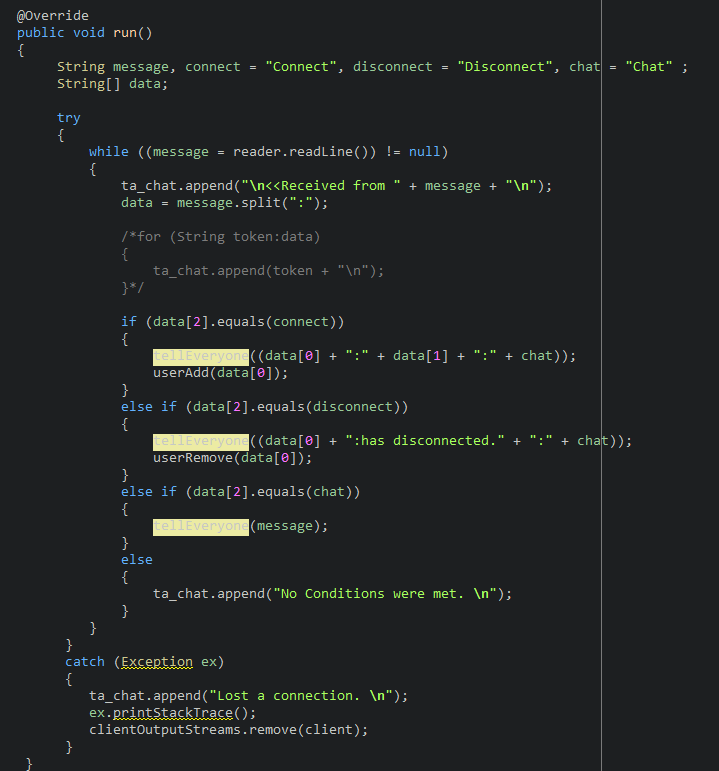 @Override
public void run()
{
String message, connect = "Connect", disconnect = "Disconnect", chat = "Chat" ;
String[] data;
try
{
while ((message = reader.readLine()) != null)
{
ta_chat.append("\n<<Received from " + message + "\n");
data = message.split(":");
/*for (String token:data)
{
ta_chat.append(token + "\n");
}*/
if (data[2].equals(connect))
{
tellEveryone((data[0] + ":" + data[1] + ":" + chat));
userAdd(data[0]);
}
else if (data[2].equals(disconnect))
{
tellEveryone((data[0] + ":has disconnected." + ":" + chat));
userRemove(data[0]);
}
else if (data[2].equals(chat))
{
tellEveryone(message);
}
else
{
ta_chat.append("No Conditions were met. \n");
}
}
}
catch (Exception ex)
{
ta_chat.append("Lost a connection. \n");
ex.printStackTrace();
clientOutputStreams.remove(client);
}
}